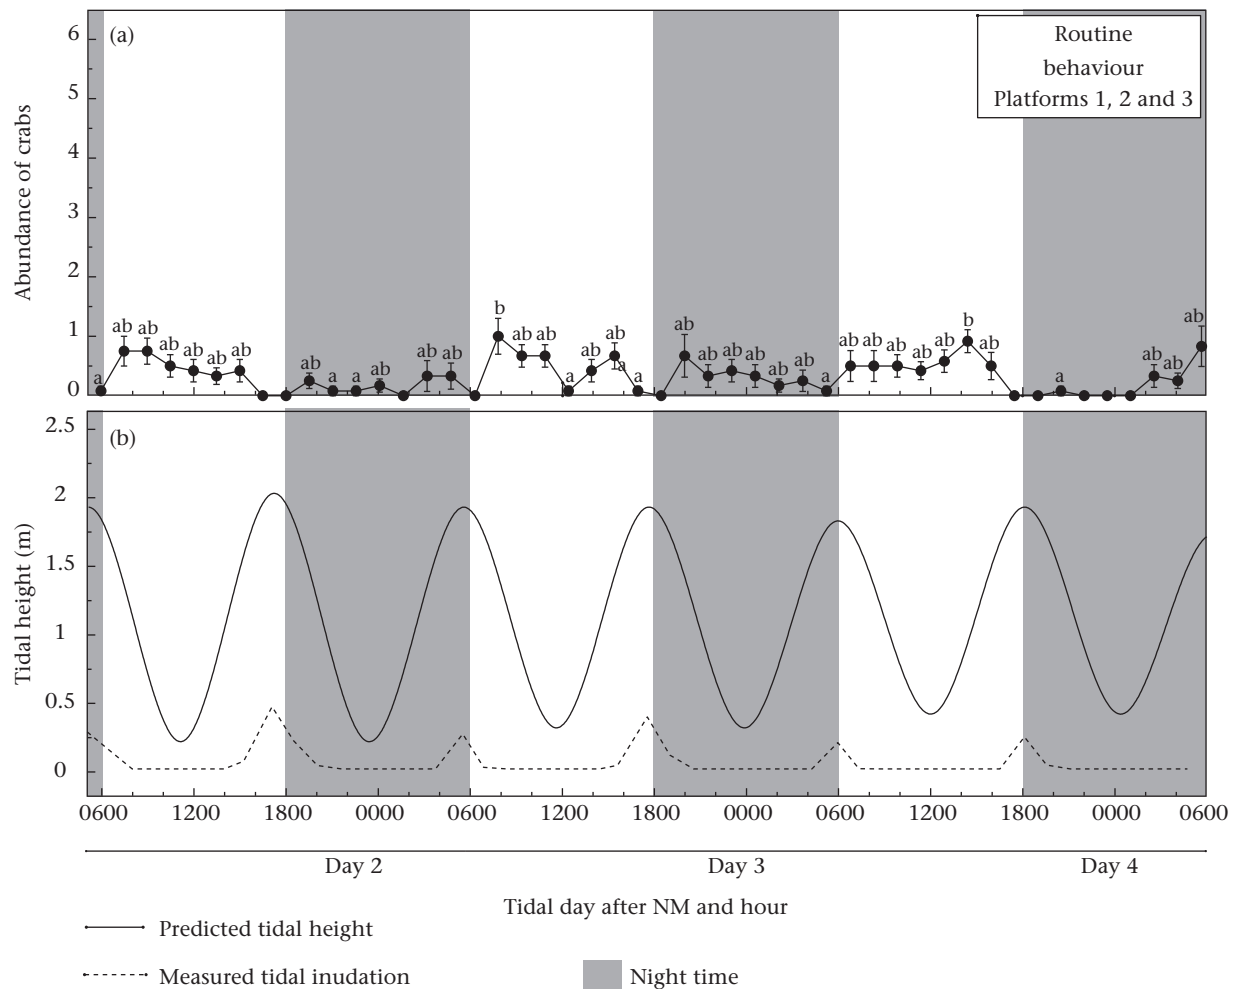 (a)
Routine
behaviour
Platforms 1, 2 and 3
Abundance of crabs
6
5
4
3
2
1
0
a ab ab ab ab ab ab ab a a ab ab ab b ab ab a ab ab a a ab ab ab ab ab ab a ab ab ab ab ab b ab a ab ab ab
(b)
Tidal height (m)
2.5
2
1.5
1
0.5
0
0600 1200 1800 0000 0600 1200 1800 0000 0600 1200 1800 0000 0600
Day 2 Day 3 Day 4
Tidal day after NM and hour
Predicted tidal height
Measured tidal inudation
Night time